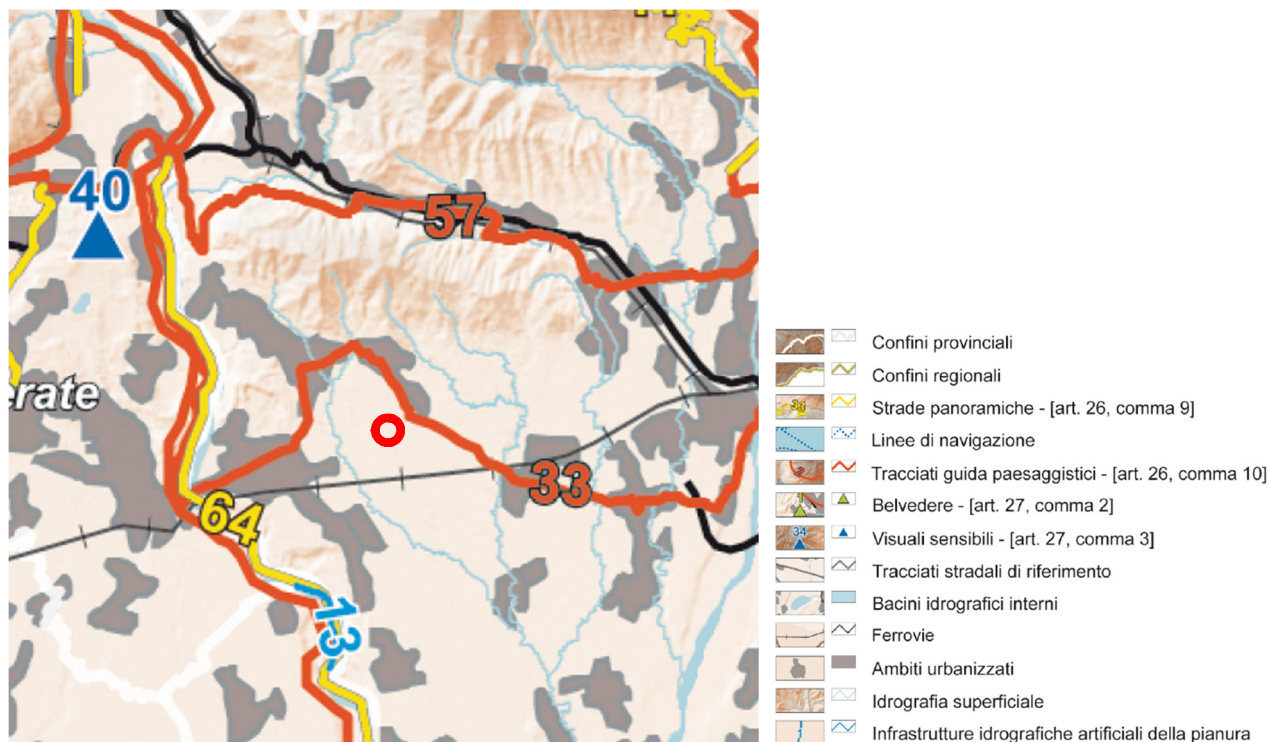 40
57
erate
33
64
13
Confini provinciali
Confini regionali
Strade panoramiche - [art. 26, comma 9]
Linee di navigazione
Tracciati guida paesaggistici - [art. 26, comma 10]
Belvedere - [art. 27, comma 2]
34
Visuali sensibili - [art. 27, comma 3]
Tracciati stradali di riferimento
Bacini idrografici interni
Ferrovie
Ambiti urbanizzati
Idrografia superficiale
Infrastrutture idrografiche artificiali della pianura